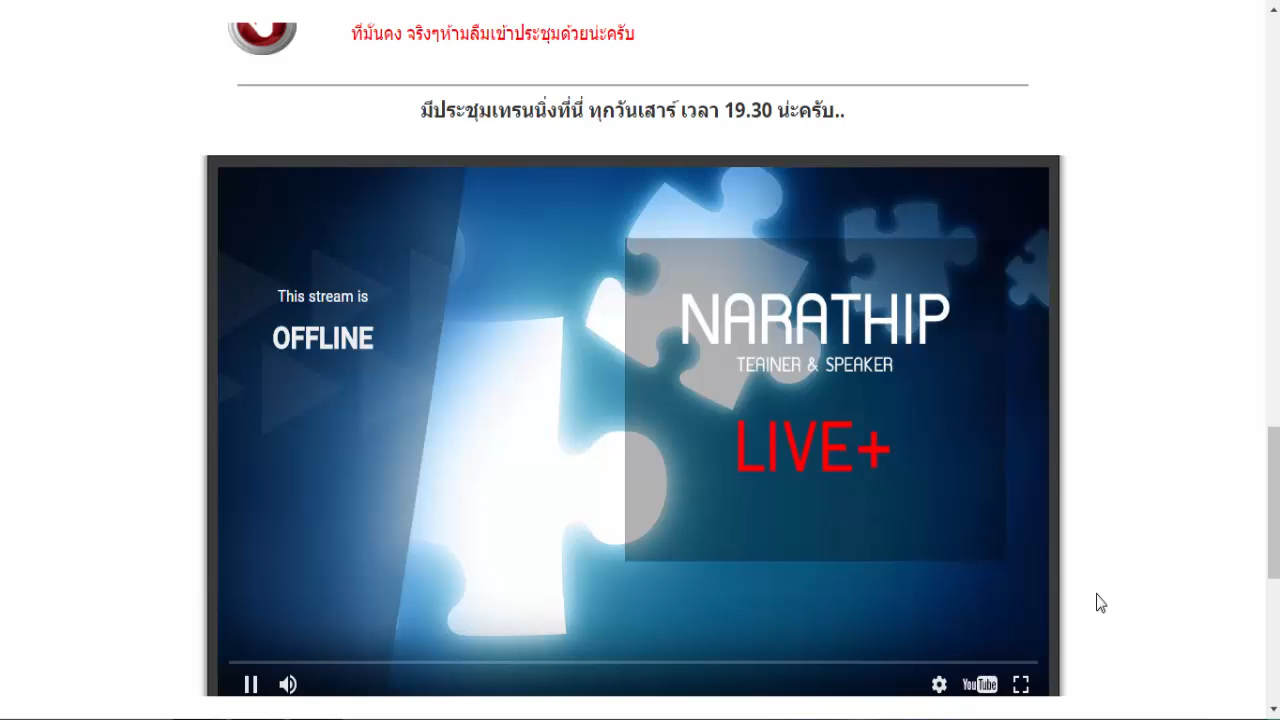 ที่มั่นคง จริงๆห้ามลืมเข้าประชุมด้วยน่ะครับ
มีประชุมเทรนนิ่งที่นี่ ทุกวันเสาร์ เวลา 19.30 น่ะครับ..
This stream is
OFFLINE
NARATHIP
TEAINER & SPEAKER
LIVE+
YouTube